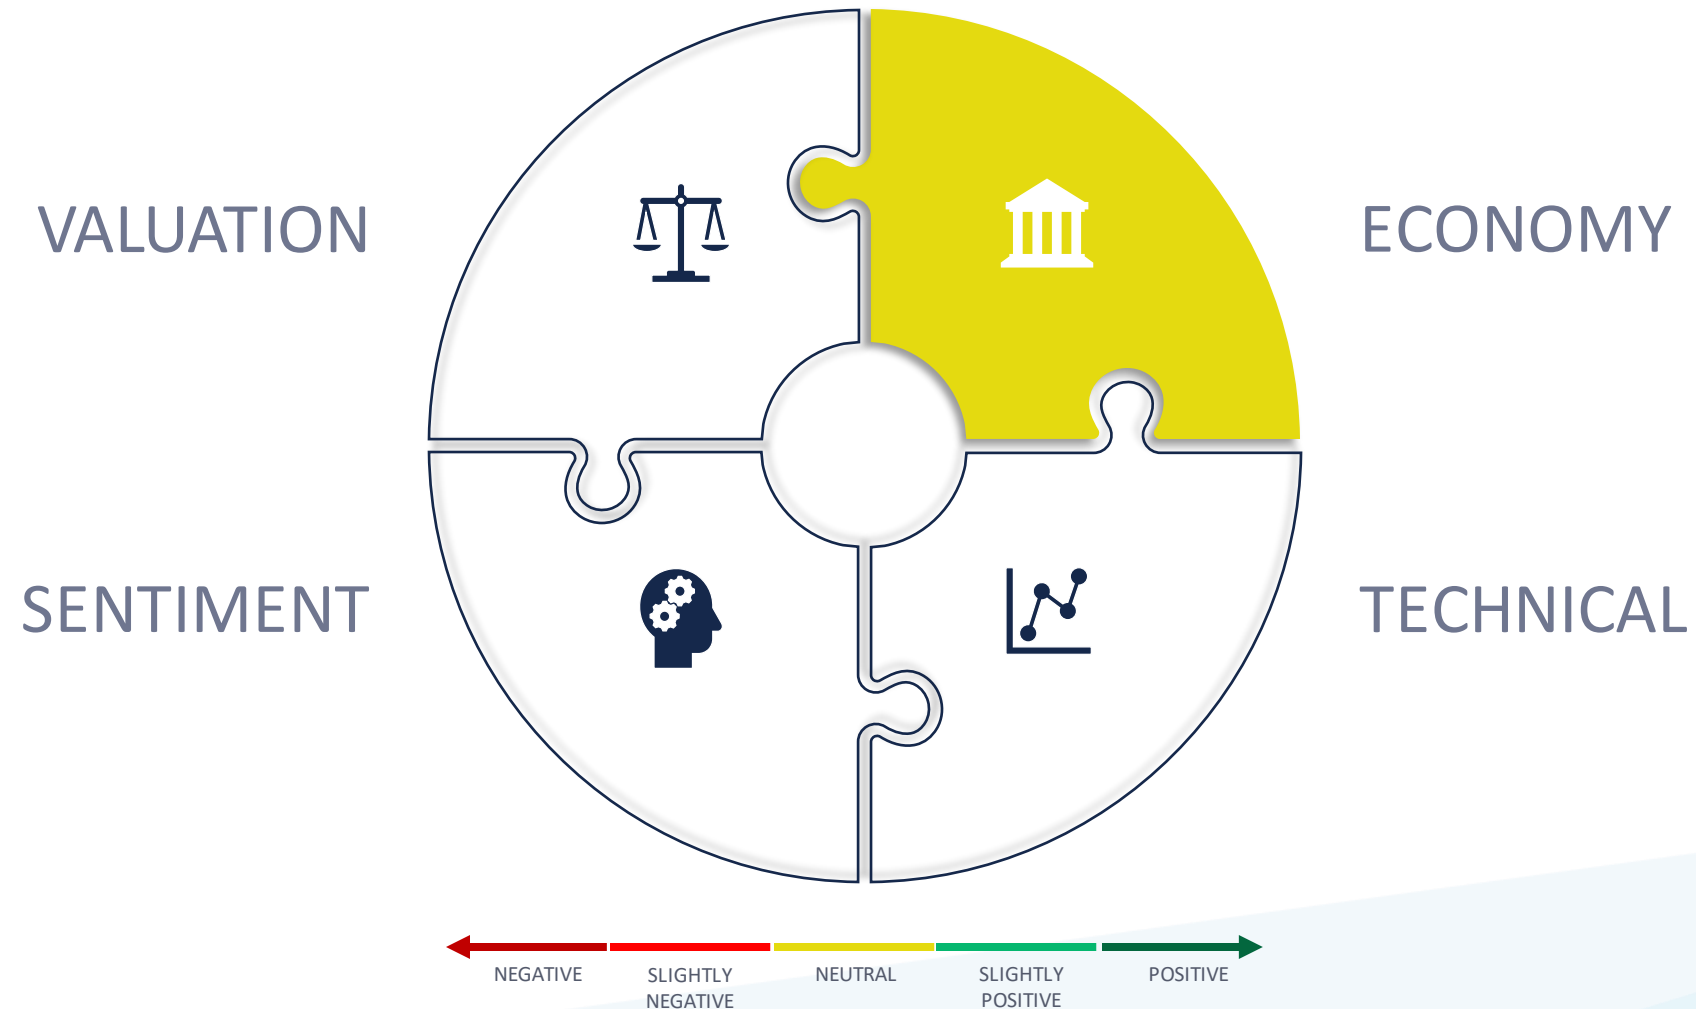 VALUATION
ECONOMY
SENTIMENT
TECHNICAL
NEGATIVE
SLIGHTLY
NEGATIVE
NEUTRAL
SLIGHTLY
POSITIVE
POSITIVE